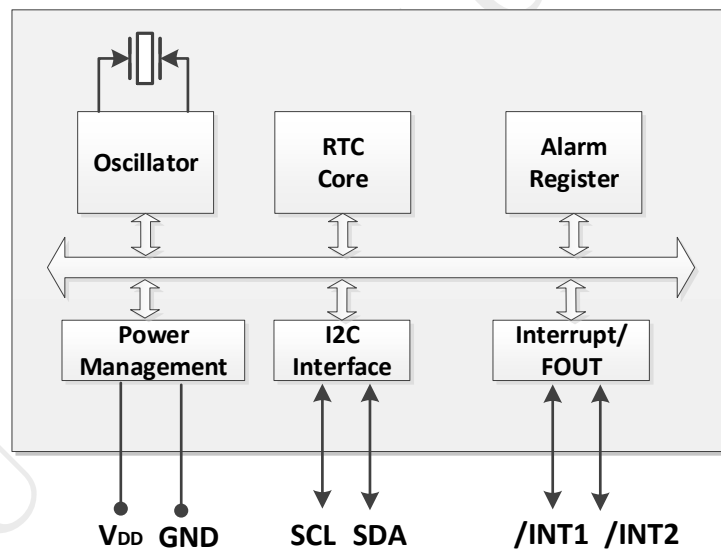 Oscillator
RTC
Core
Alarm
Register
Power
Management
I2C
Interface
Interrupt/
FOUT
VDD GND SCL SDA /INT1 /INT2